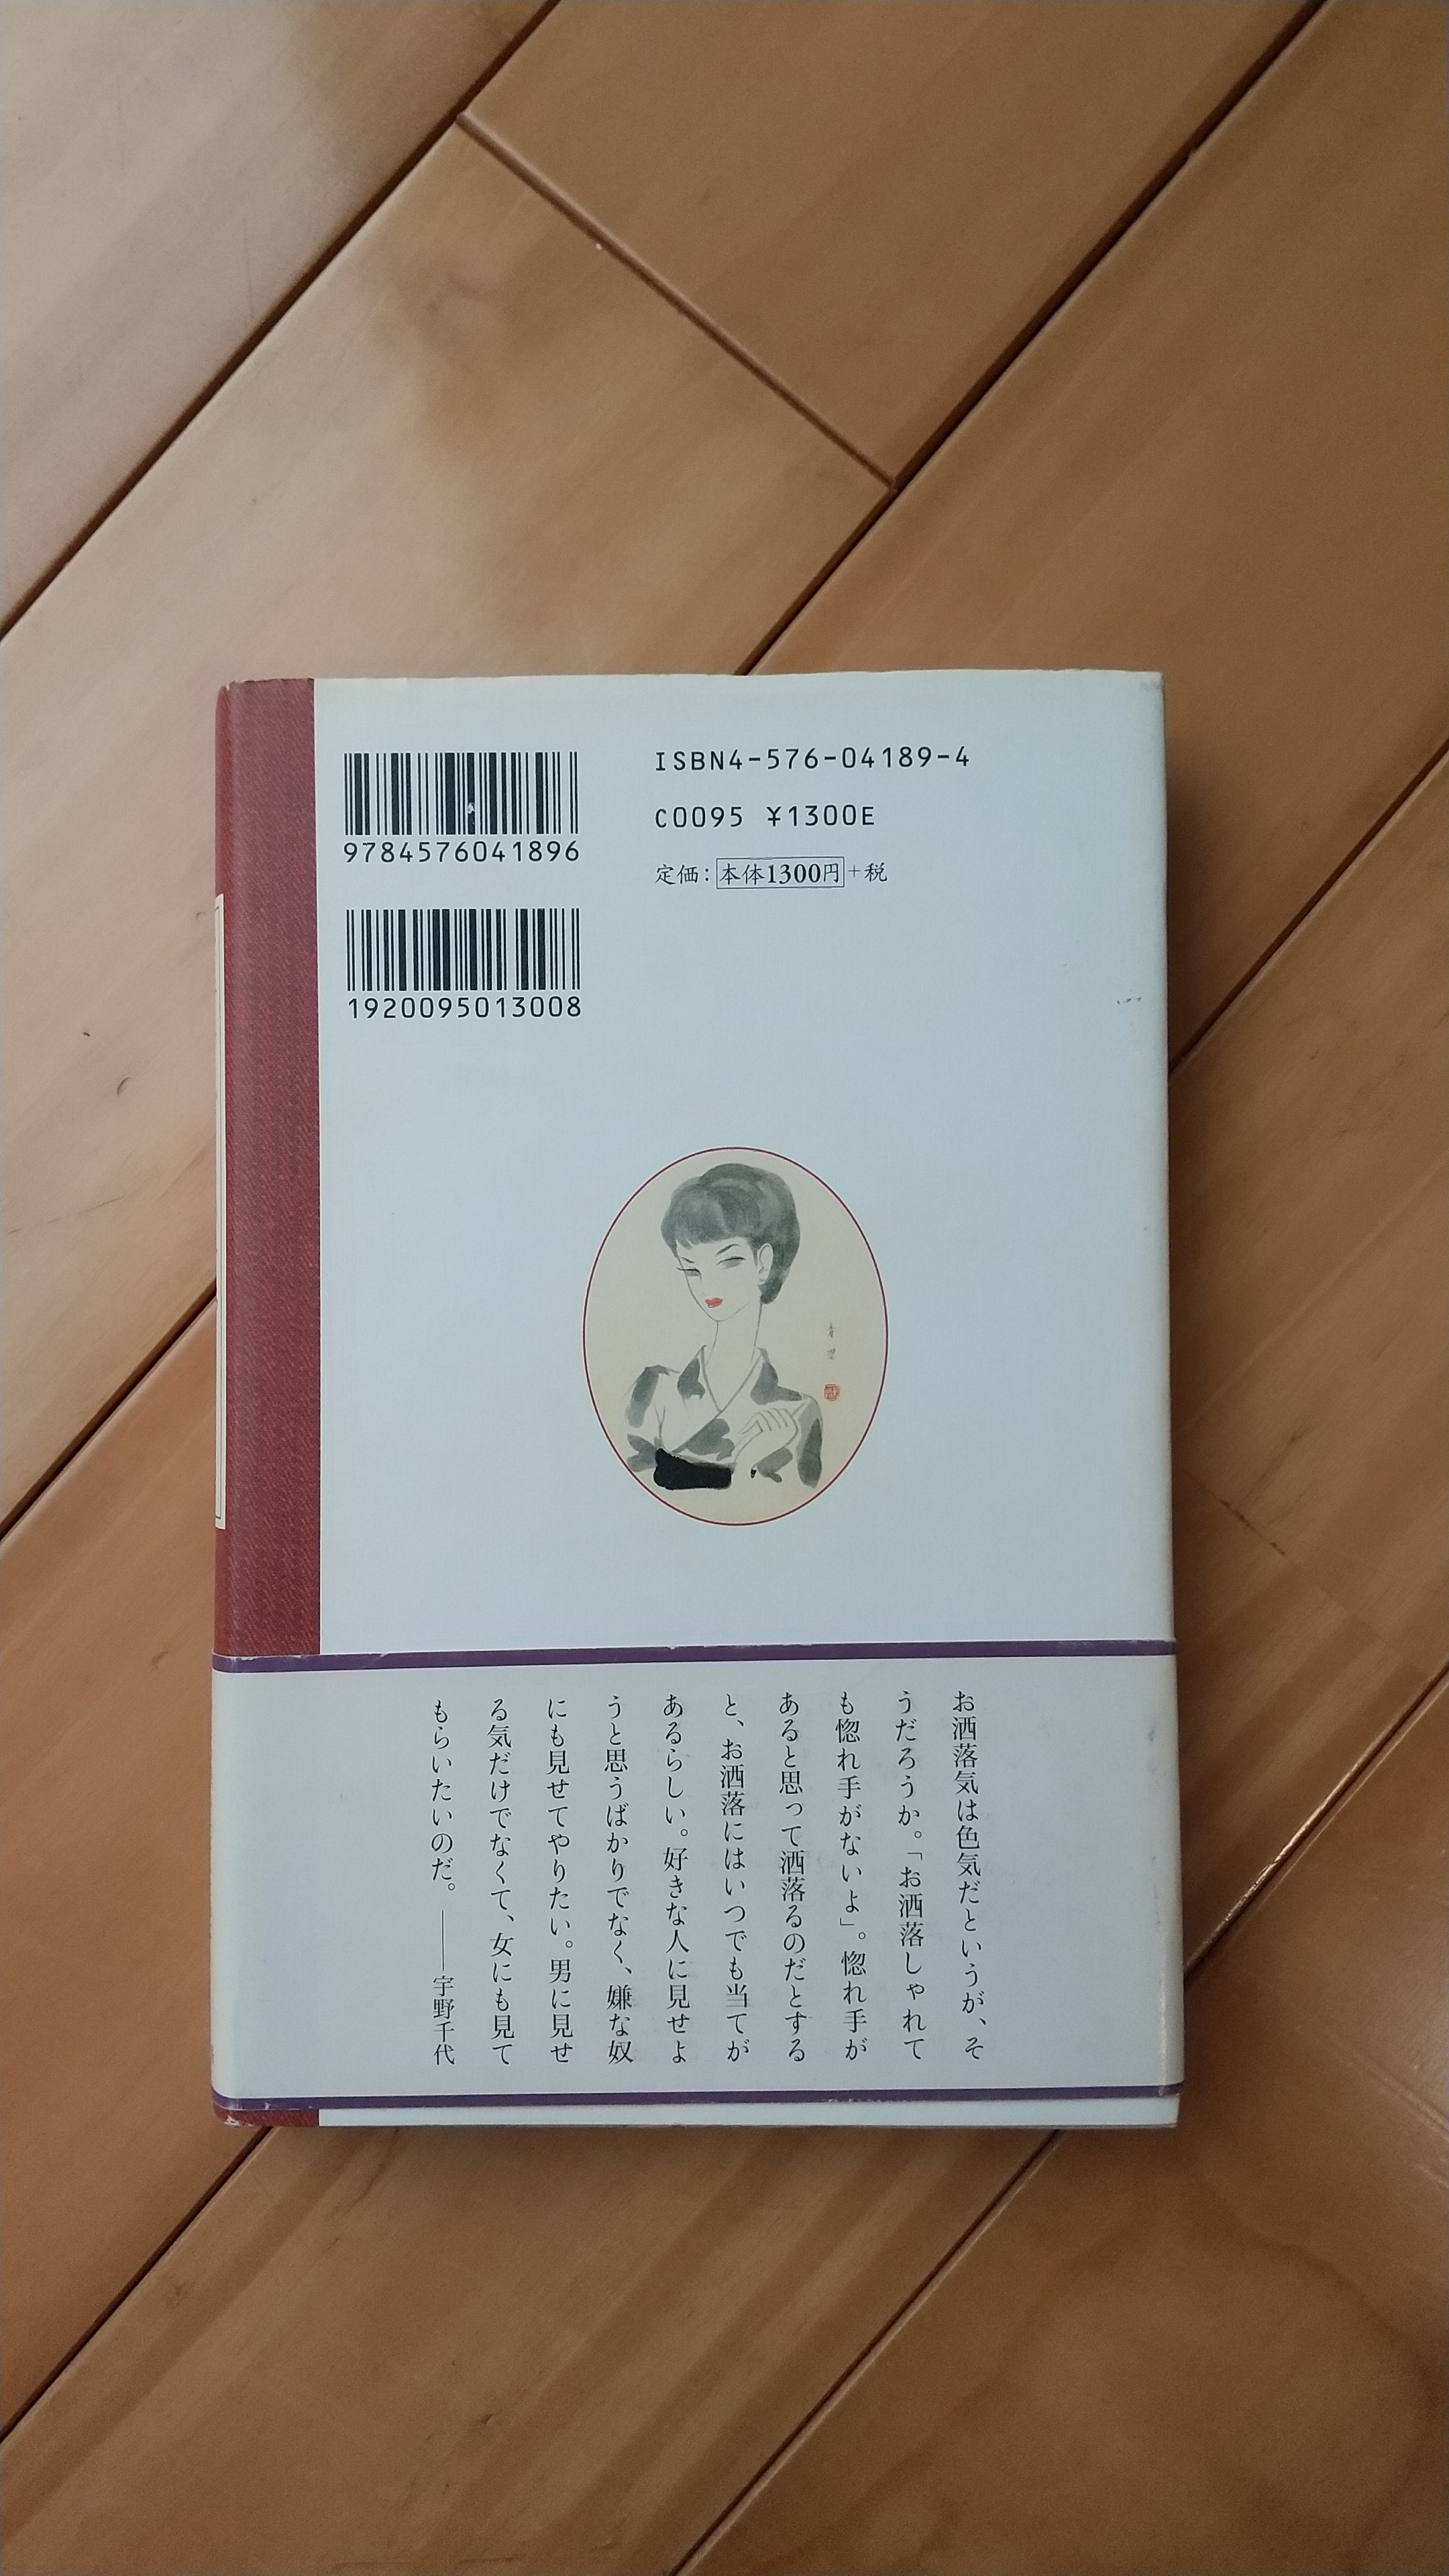 9784576041896
1920095013008
ISBN4-576-04189-4
C0095 ¥1300E
定価：本体1300円+税
お洒落気は色気だというが、そ
うだろうか。「お洒落しゃれて
も惚れ手がないよ」。惚れ手が
あると思って洒落るのだとする
と、お洒落にはいつでも当てが
あるらしい。好きな人に見せよ
うと思うばかりでなく、嫌な奴
にも見せてやりたい。男に見せ
る気だけでなくて、女にも見て
もらいたいのだ。――宇野千代